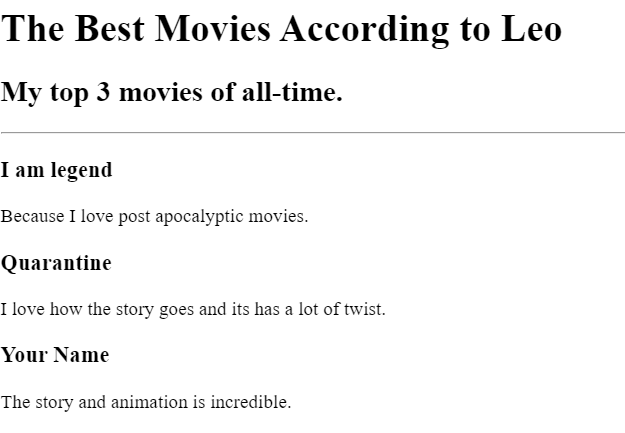 The Best Movies According to Leo
My top 3 movies of all-time.
I am legend
Because I love post apocalyptic movies.
Quarantine
I love how the story goes and its has a lot of twist.
Your Name
The story and animation is incredible.